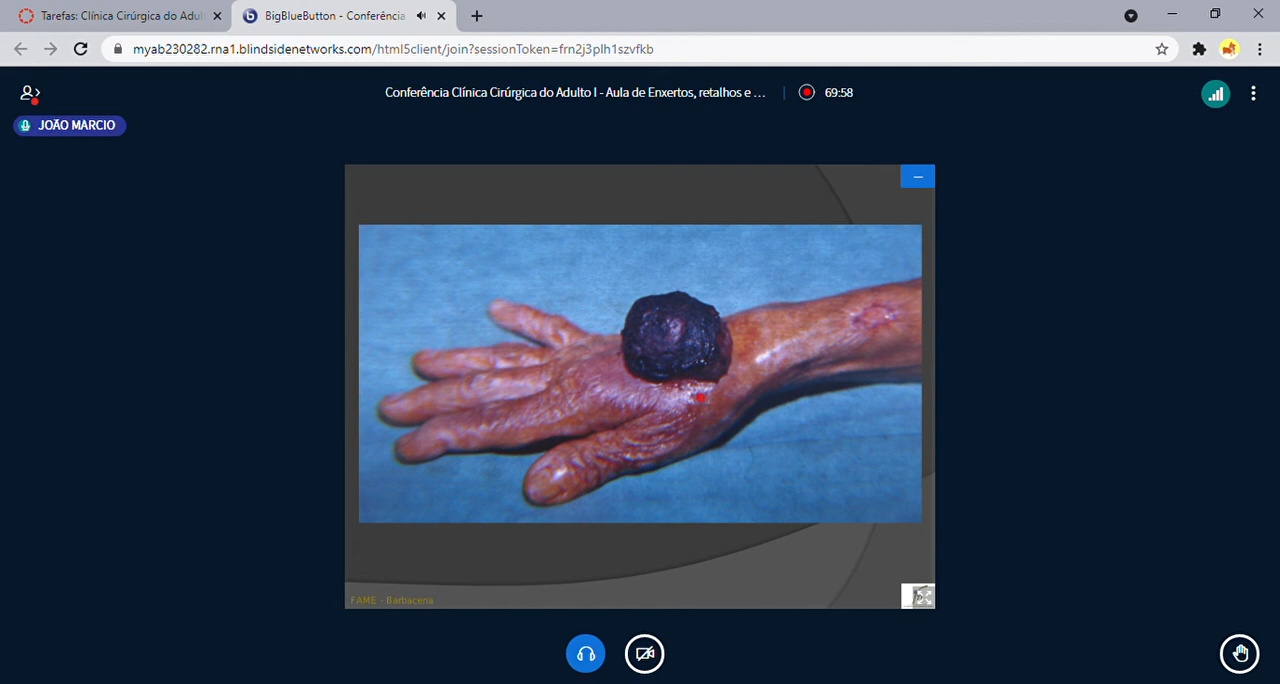 Tarefas: Clínica Cirúrgica do Adul
BigBlueButton - Conferência
myab230282.rna1.blindsidenetworks.com/html5client/join?sessionToken=frn2j3plh1szvfkb
Conferência Clínica Cirúrgica do Adulto I - Aula de Enxertos, retalhos e ...
69:58
JOÃO MARCIO
FAME - Barbacena